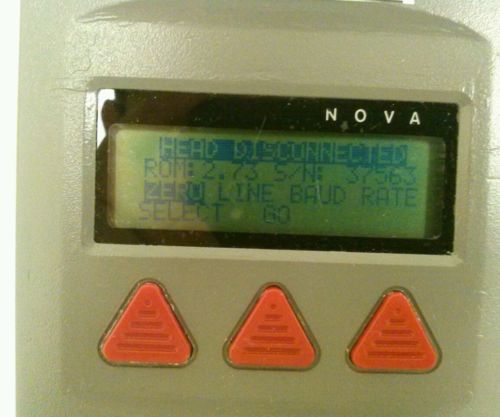 NOVA
HEAD DISCONNECTED
ROM: 2.73 S/N: 37563
ZERO LINE BAUD RATE
SELECT GO